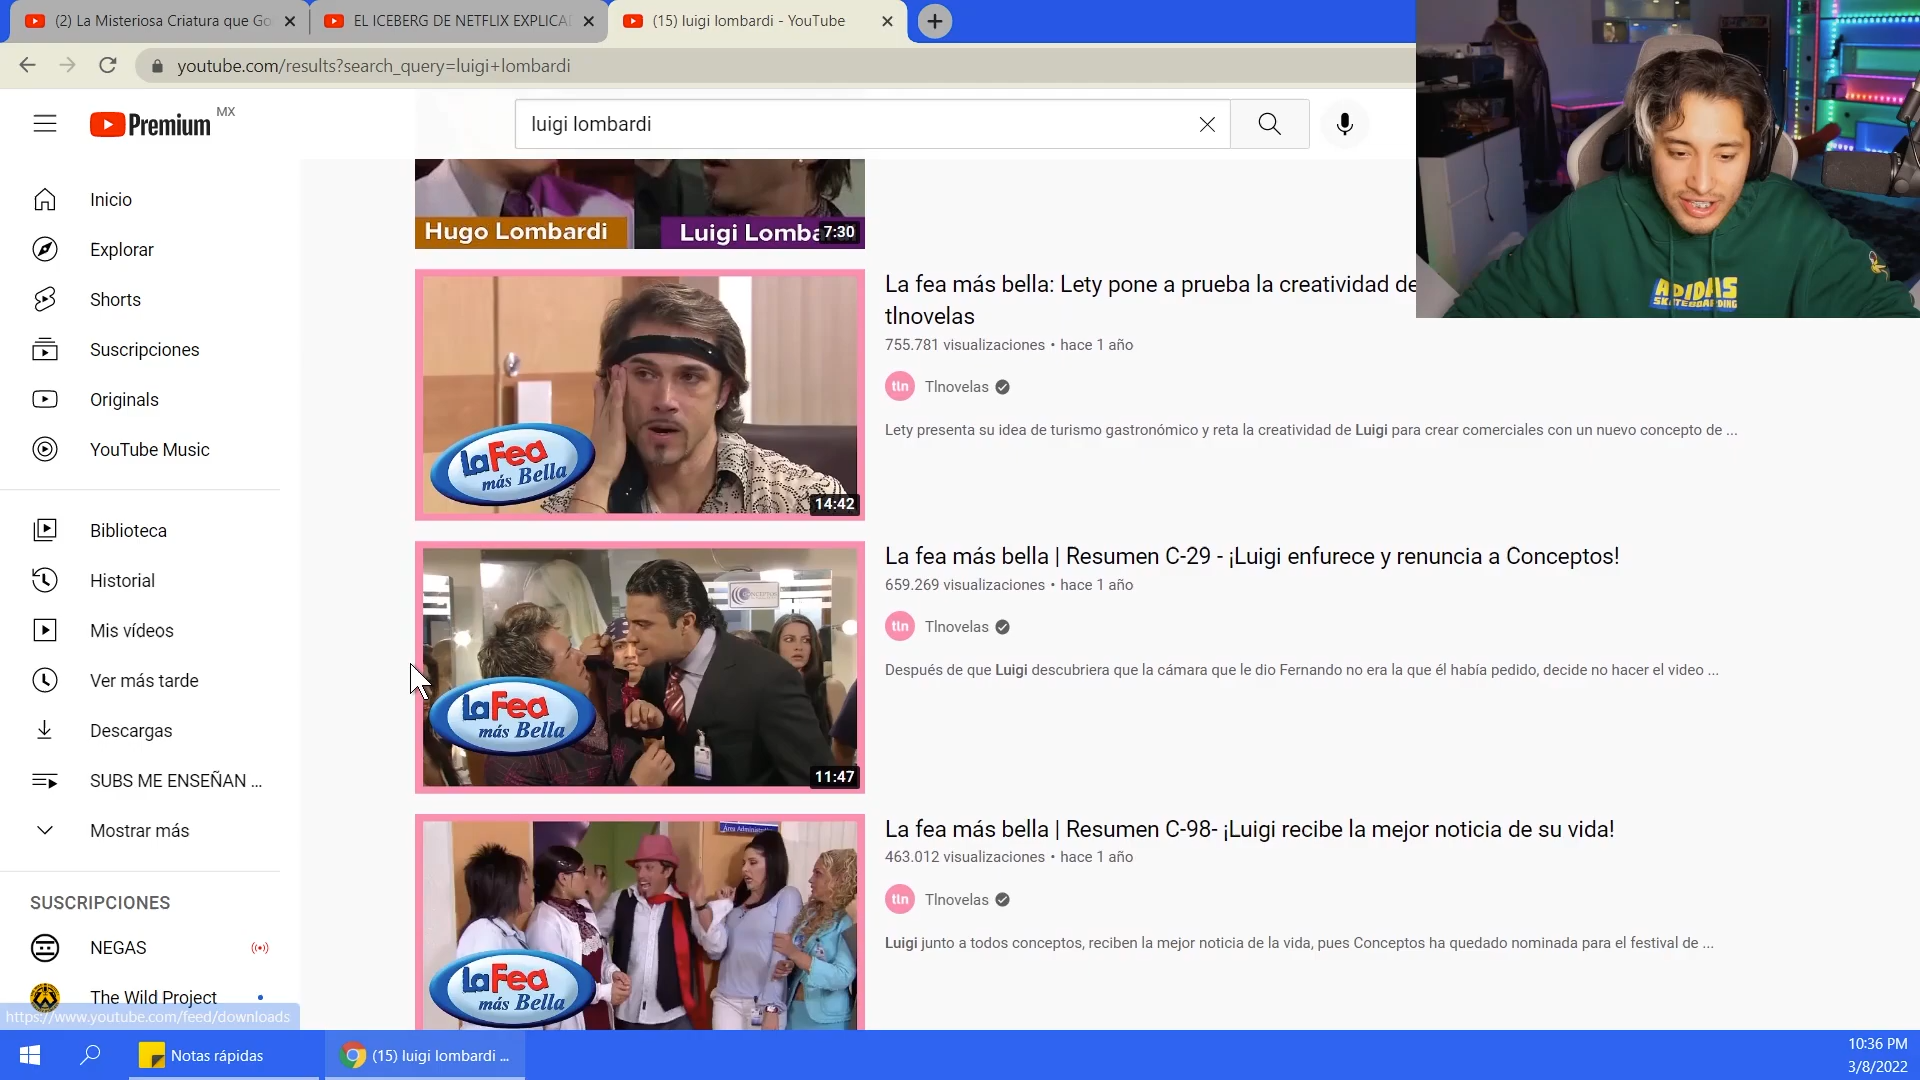 (2) La Misteriosa Criatura que Go
EL ICEBERG DE NETFLIX EXPLICA
(15) luigi lombardi - YouTube
youtube.com/results?search_query=luigi+lombardi
Premium MX
luigi lombardi
Inicio
Explorar
Shorts
Suscripciones
Originals
YouTube Music
Biblioteca
Historial
Mis vídeos
Ver más tarde
Descargas
SUBS ME ENSEÑAN ...
Mostrar más
SUSCRIPCIONES
NEGAS
The Wild Project
https://www.youtube.com/feed/downloads
Hugo Lombardi
Luigi Lomba
7:30
La Fea
más Bella
14:42
La fea más bella: Lety pone a prueba la creatividad de
tlnovelas
755.781 visualizaciones • hace 1 año
tln Tlnovelas
Lety presenta su idea de turismo gastronómico y reta la creatividad de Luigi para crear comerciales con un nuevo concepto de ...
CONCEPTOS
La Fea
más Bella
11:47
La fea más bella | Resumen C-29 - ¡Luigi enfurece y renuncia a Conceptos!
659.269 visualizaciones • hace 1 año
tln Tlnovelas
Después de que Luigi descubriera que la cámara que le dio Fernando no era la que él había pedido, decide no hacer el video ...
La Fea
más Bella
La fea más bella | Resumen C-98- ¡Luigi recibe la mejor noticia de su vida!
463.012 visualizaciones • hace 1 año
tln Tlnovelas
Luigi junto a todos conceptos, reciben la mejor noticia de la vida, pues Conceptos ha quedado nominada para el festival de ...
ADIDAS
SKATEBOARDING
Notas rápidas
(15) luigi lombardi ...
10:36 PM
3/8/2022